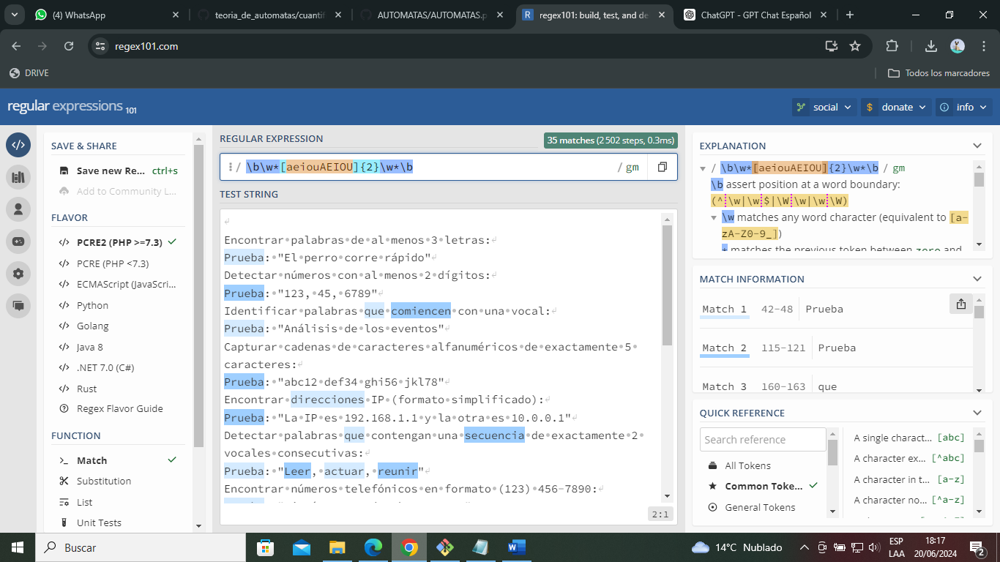 (4) WhatsApp
teoria_de_automatas/cuantif
AUTOMATAS/AUTOMATAS.p
regex101: build, test, and de
ChatGPT - GPT Chat Español
regex101.com
DRIVE
Todos los marcadores
regular expressions 101
social
donate
info
SAVE & SHARE
Save new Re... ctrl+s
Add to Community L...
FLAVOR
PCRE2 (PHP >=7.3)
PCRE (PHP <7.3)
ECMAScript (JavaScri...
Python
Golang
Java 8
.NET 7.0 (C#)
Rust
Regex Flavor Guide
FUNCTION
Match
Substitution
List
Unit Tests
REGULAR EXPRESSION
35 matches (2 502 steps, 0.3ms)
/ \b\w*[aeiouAEIOU]{2}\w*\b / gm
TEST STRING
Encontrar palabras de al menos 3 letras:
Prueba: "El perro corre rápido"
Detectar números con al menos 2 dígitos:
Prueba: "123, 45, 6789"
Identificar palabras que comiencen con una vocal:
Prueba: "Análisis de los eventos"
Capturar cadenas de caracteres alfanuméricos de exactamente 5
caracteres:
Prueba: "abc12 def34 ghi56 jkl78"
Encontrar direcciones IP (formato simplificado):
Prueba: "La IP es 192.168.1.1 y la otra es 10.0.0.1"
Detectar palabras que contengan una secuencia de exactamente 2
vocales consecutivas:
Prueba: "Leer, actuar, reunir"
Encontrar números telefónicos en formato (123) 456-7890:
2:1
EXPLANATION
/ \b\w*[aeiouAEIOU]{2}\w*\b / gm
\b assert position at a word boundary:
(^\w|\w$|\W\w|\w\W)
\w matches any word character (equivalent to [a-
zA-Z0-9_])
* matches the previous token between zero and
MATCH INFORMATION
Match 1 42-48 Prueba
Match 2 115-121 Prueba
Match 3 160-163 que
QUICK REFERENCE
Search reference
All Tokens
Common Toke...
General Tokens
A single charact... [abc]
A character ex... [^abc]
A character in t... [a-z]
A character no... [^a-z]
Buscar
14°C Nublado
ESP
LAA
18:17
20/06/2024
2